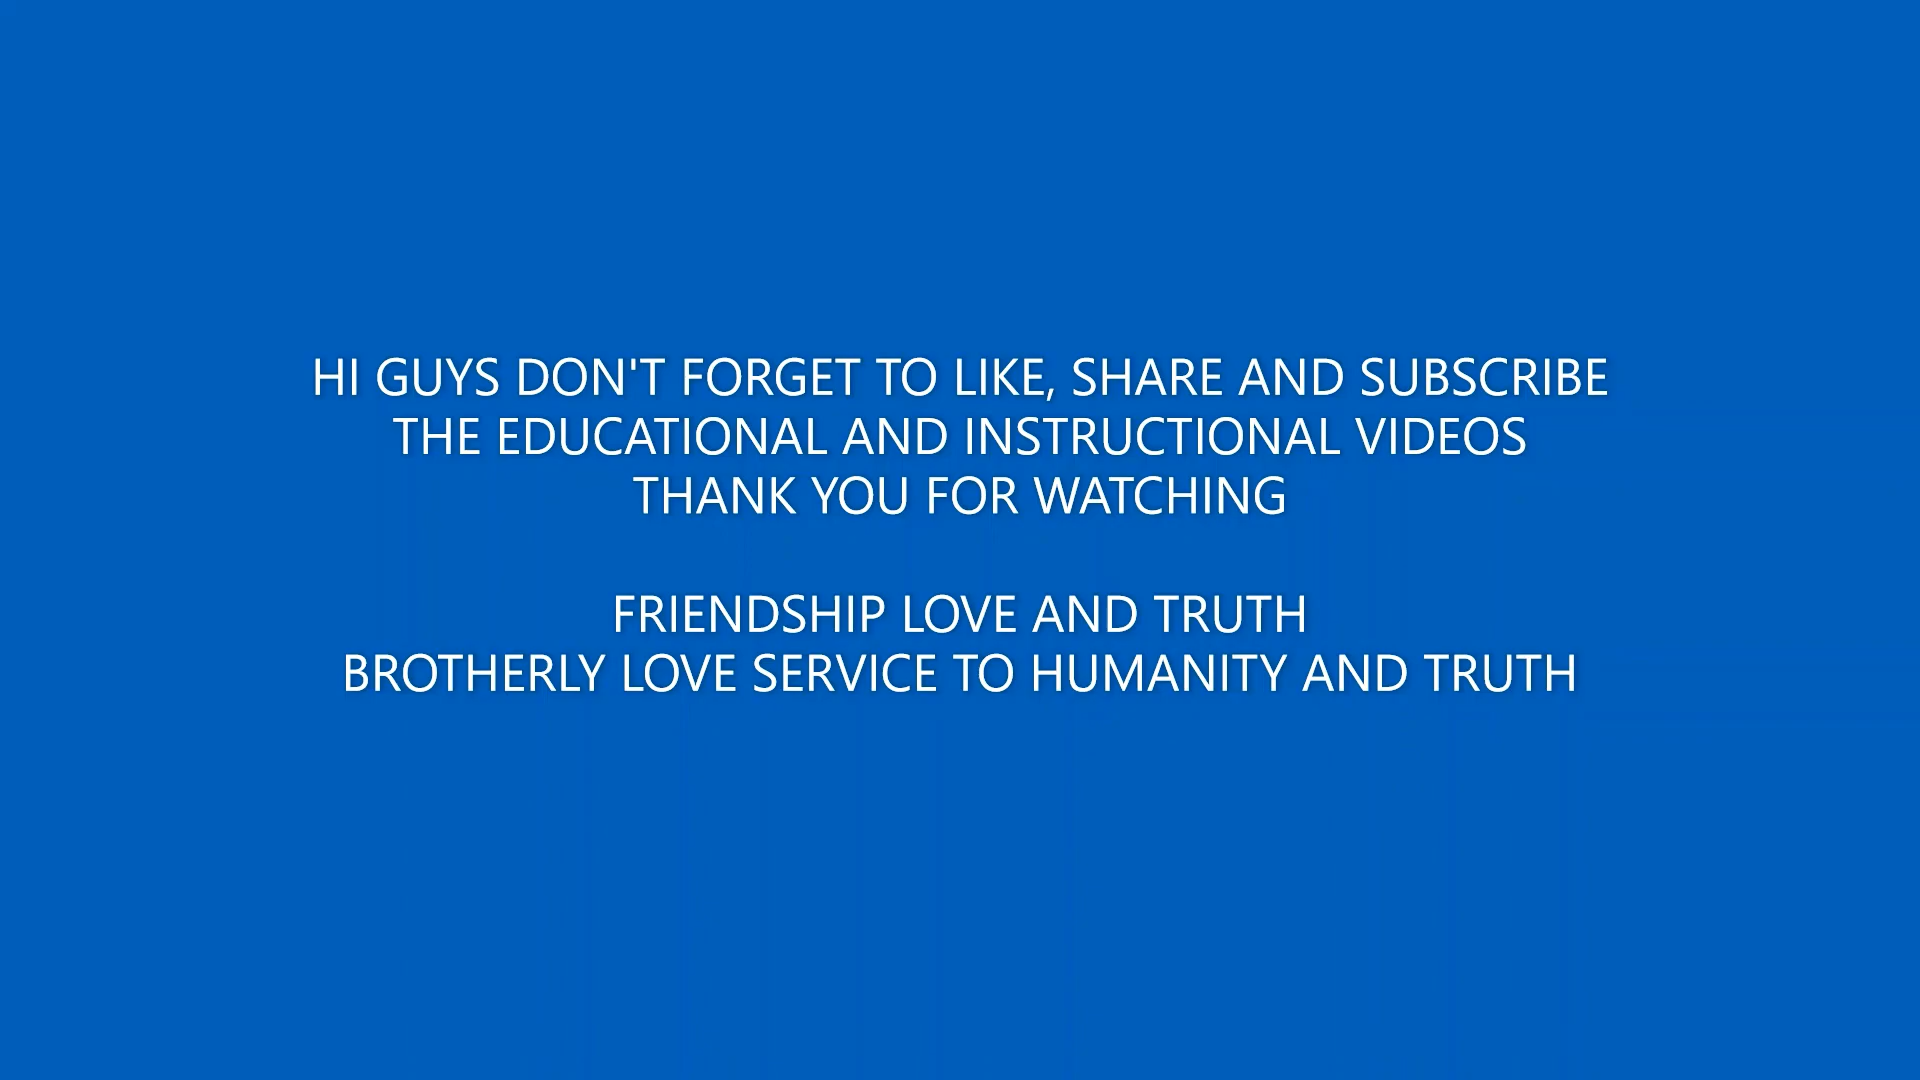 HI GUYS DON'T FORGET TO LIKE, SHARE AND SUBSCRIBE
THE EDUCATIONAL AND INSTRUCTIONAL VIDEOS
THANK YOU FOR WATCHING
FRIENDSHIP LOVE AND TRUTH
BROTHERLY LOVE SERVICE TO HUMANITY AND TRUTH